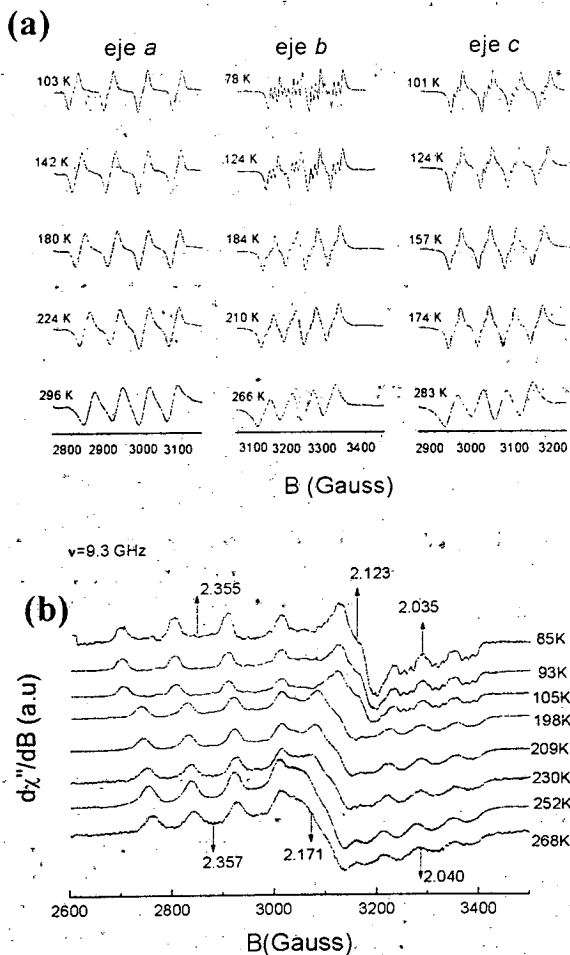 (a)
eje a eje b eje c
103 K 78 K 101 K
142 K 124 K 124 K
180 K 184 K 157 K
224 K 210 K 174 K
296 K 266 K 283 K
2800 2900 3000 3100 3100 3200 3300 3400 2900 3000 3100 3200
B (Gauss)
ν=9.3 GHz
(b)
2.355 2.123 2.035
85K
93K
105K
198K
209K
230K
252K
268K
2.357 2.171 2.040
dχ''/dB (a.u)
2600 2800 3000 3200 3400
B(Gauss)